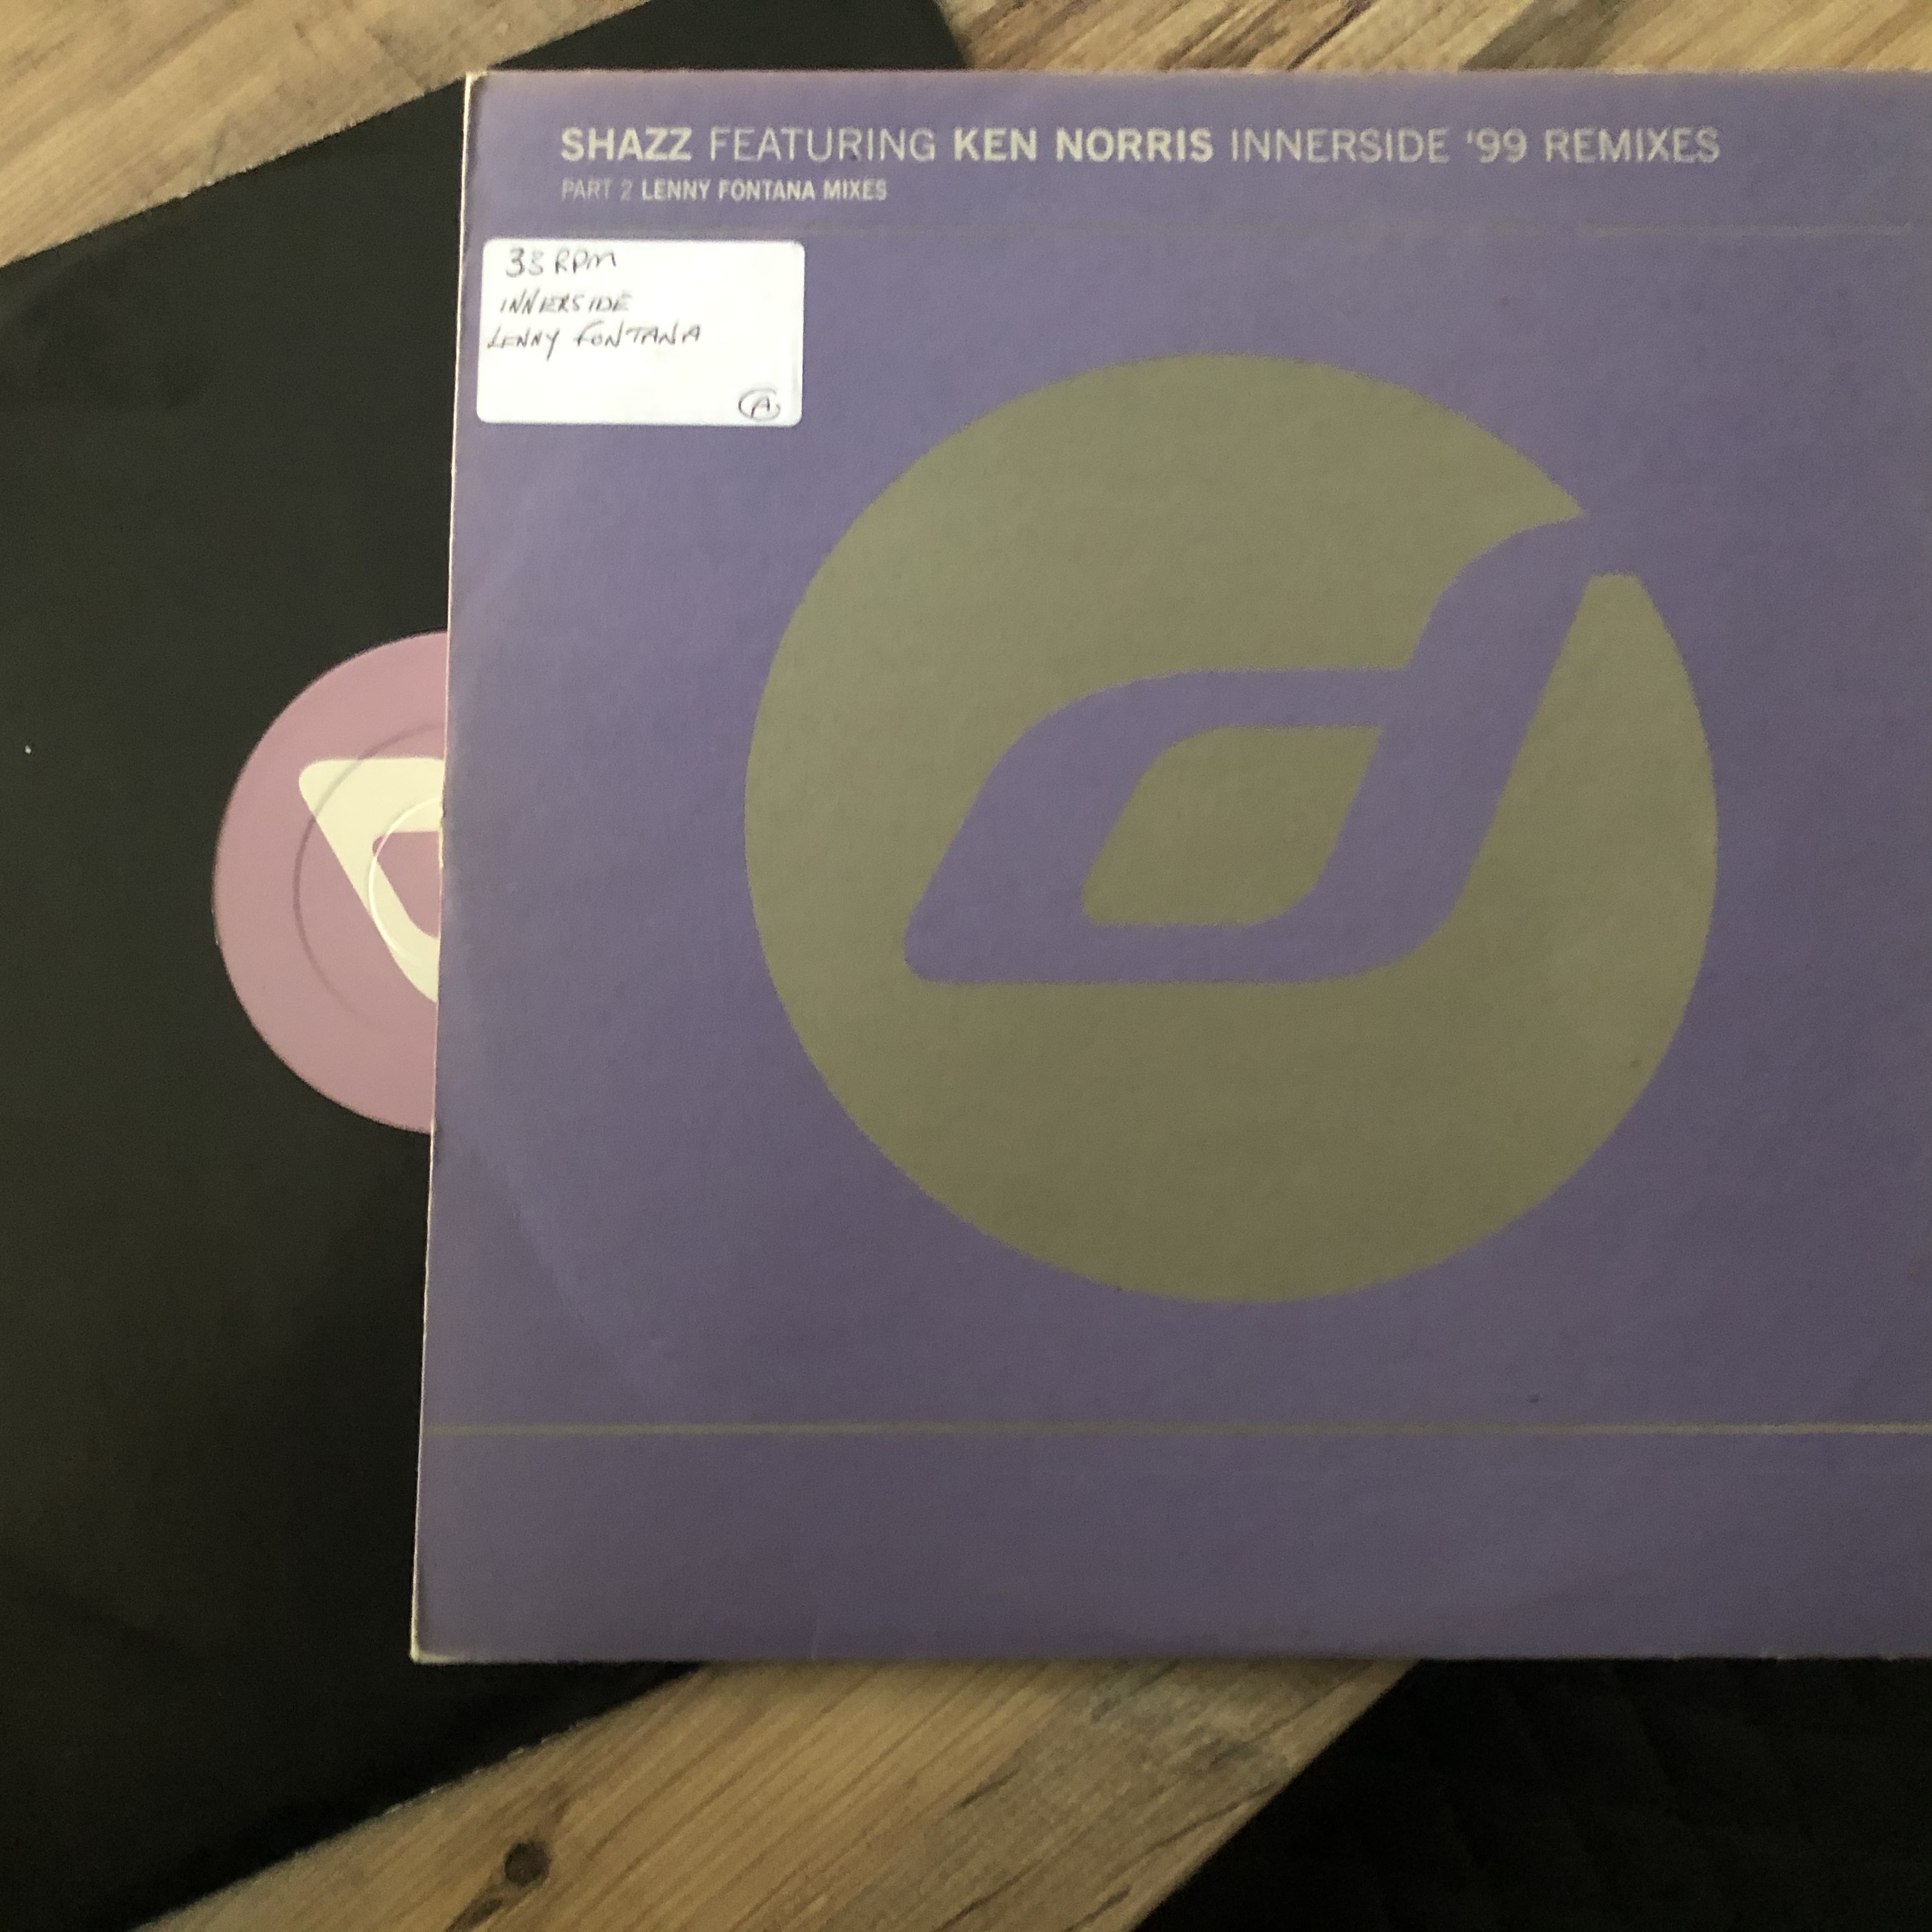 SHAZZ FEATURING KEN NORRIS INNERSIDE '99 REMIXES
PART 2 LENNY FONTANA MIXES
33 RPM
INNERSIDE
LENNY FONTANA
A